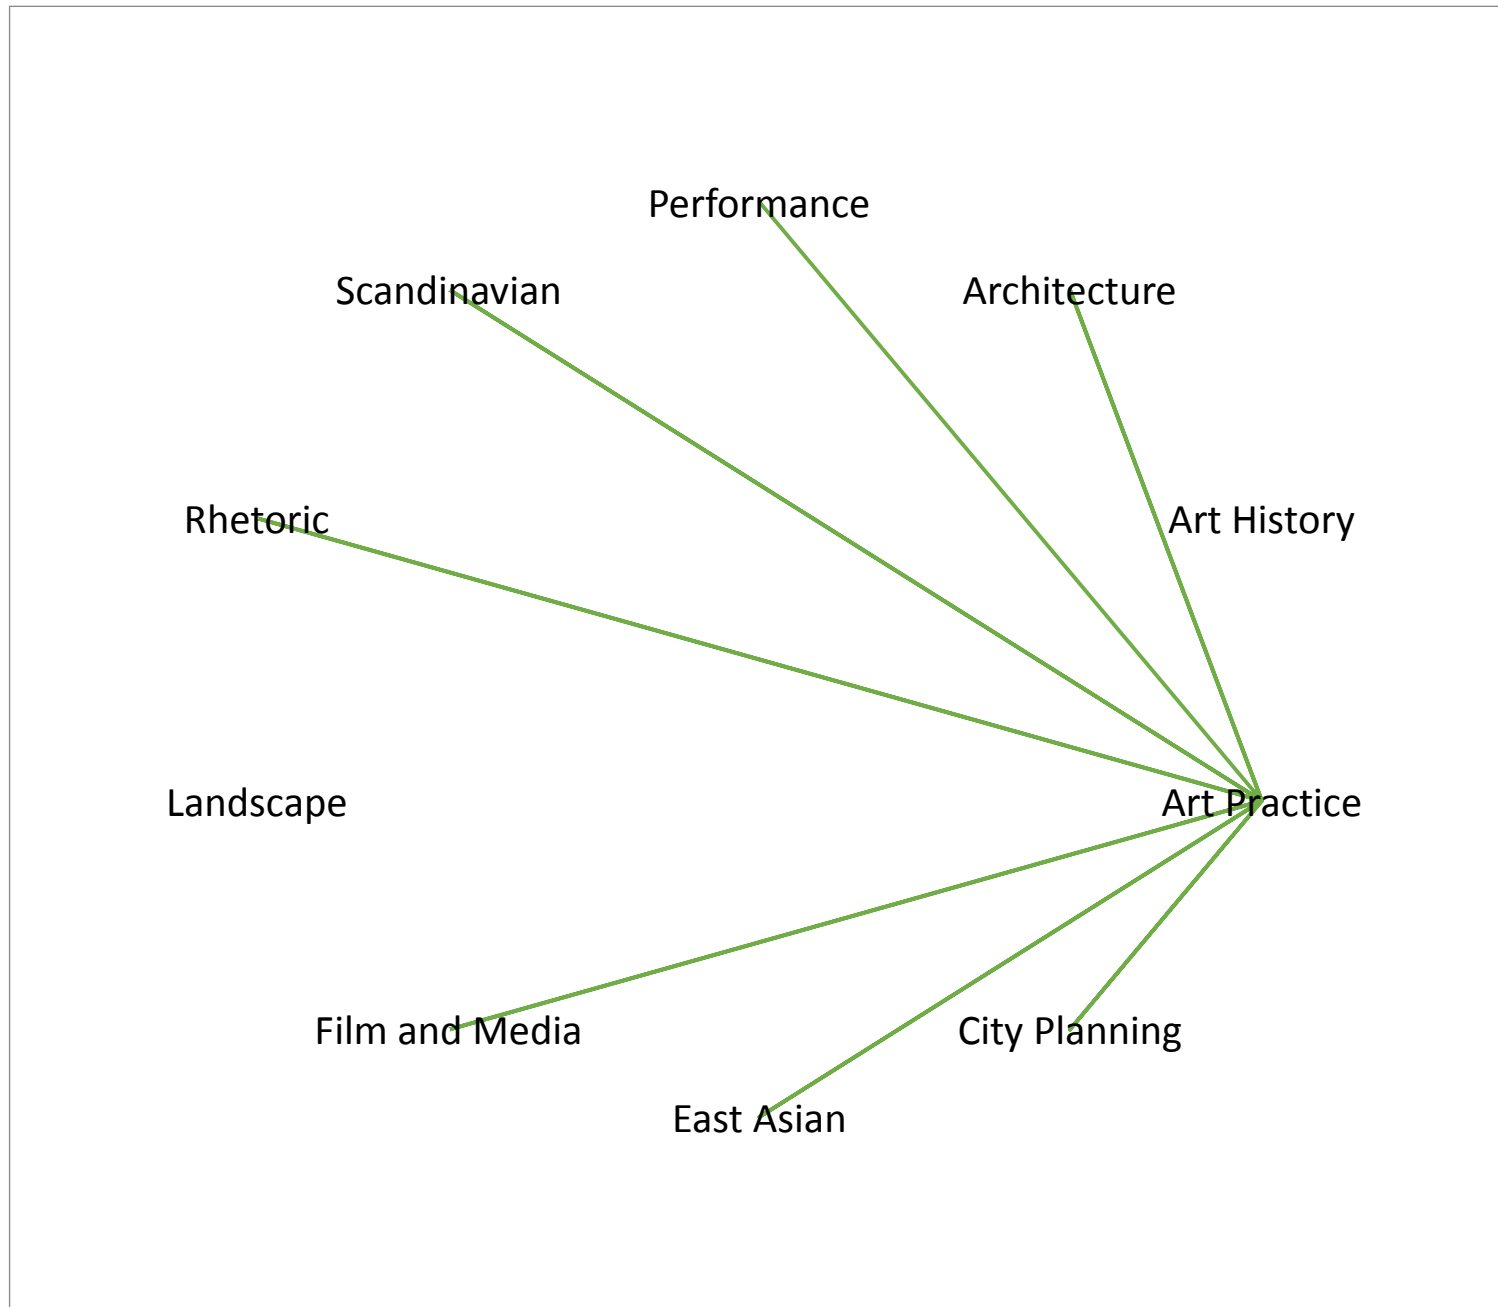 Performance
Scandinavian
Architecture
Rhetoric
Art History
Landscape
Art Practice
Film and Media
City Planning
East Asian